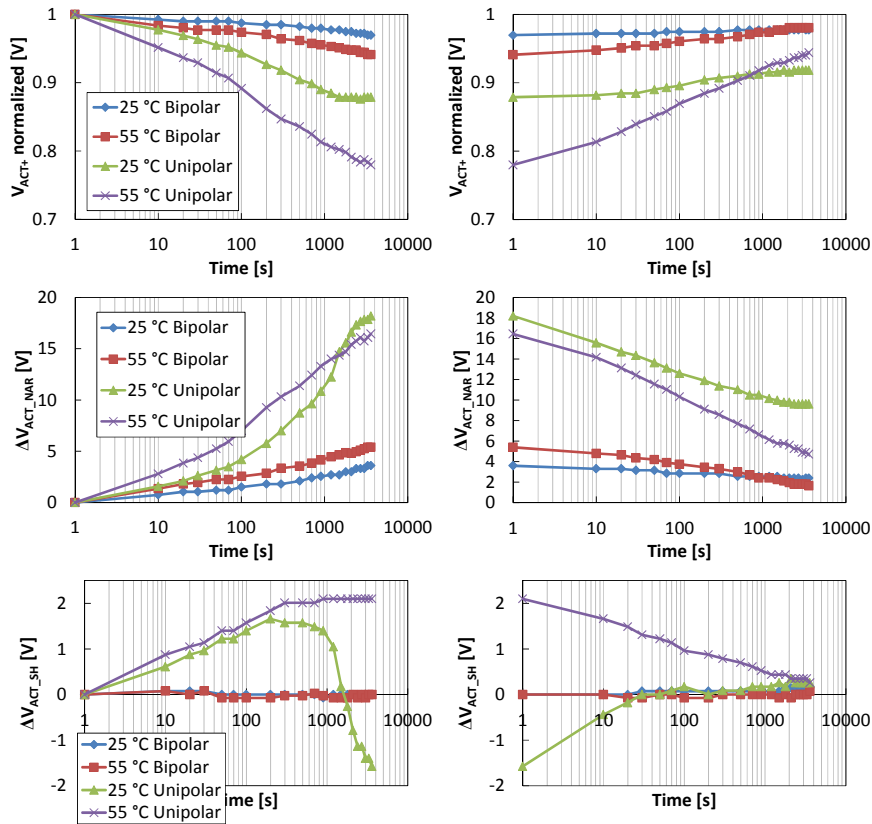 V_ACT+ normalized [V]
1
0.9
0.8
0.7
25 °C Bipolar
55 °C Bipolar
25 °C Unipolar
55 °C Unipolar
1 10 100 1000 10000
Time [s]
V_ACT+ normalized [V]
1
0.9
0.8
0.7
1 10 100 1000 10000
Time [s]
ΔV_ACT_NAR [V]
20
15
10
5
0
25 °C Bipolar
55 °C Bipolar
25 °C Unipolar
55 °C Unipolar
1 10 100 1000 10000
Time [s]
ΔV_ACT_NAR [V]
20
18
16
14
12
10
8
6
4
2
0
1 10 100 1000 10000
Time [s]
ΔV_ACT_SH [V]
2
1
0
-1
-2
1 10 100 1000 10000
25 °C Bipolar
55 °C Bipolar
25 °C Unipolar
55 °C Unipolar
Time [s]
ΔV_ACT_SH [V]
2
1
0
-1
-2
1 10 100 1000 10000
Time [s]